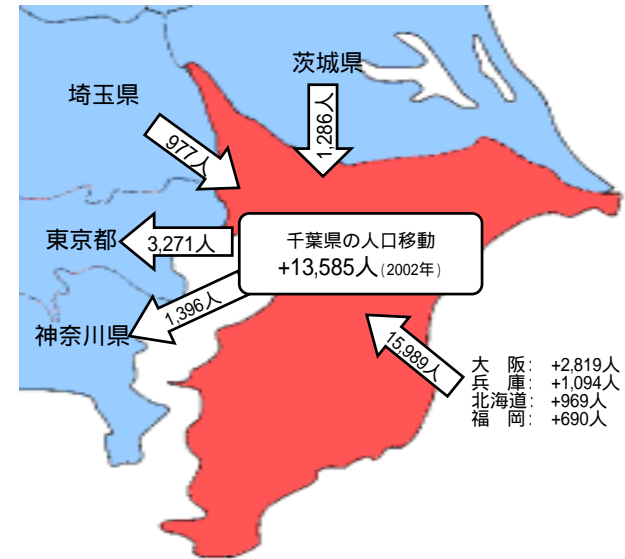 茨城県
埼玉県
1,286人
977人
東京都
3,271人
千葉県の人口移動
+13,585人(2002年)
1,396人
神奈川県
15,989人
大 阪: +2,819人
兵 庫: +1,094人
北海道: +969人
福 岡: +690人